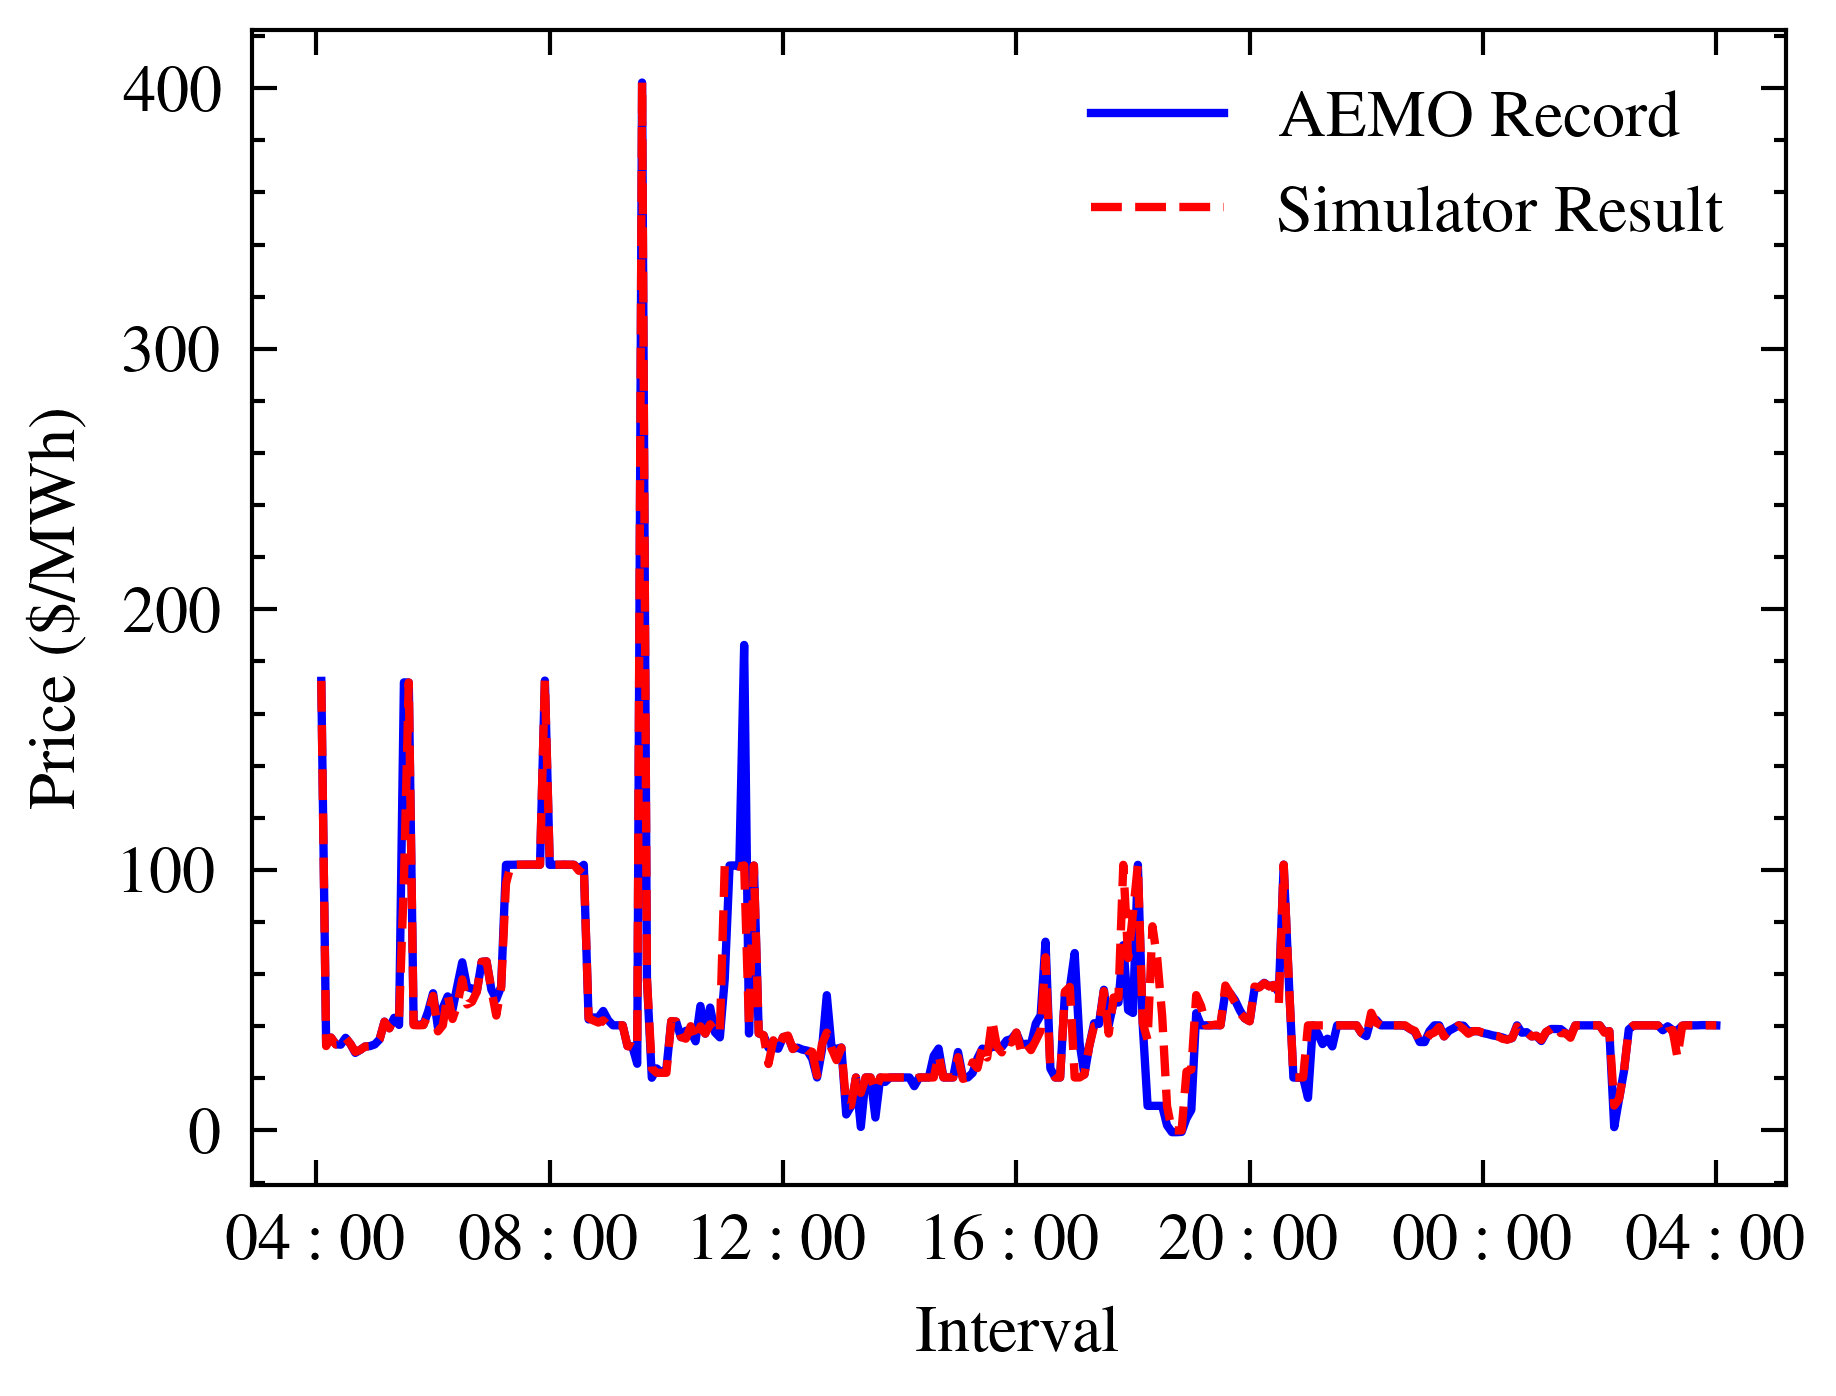 AEMO Record
Simulator Result
Price ($/MWh)
400
300
200
100
0
04 : 00
08 : 00
12 : 00
16 : 00
20 : 00
00 : 00
04 : 00
Interval